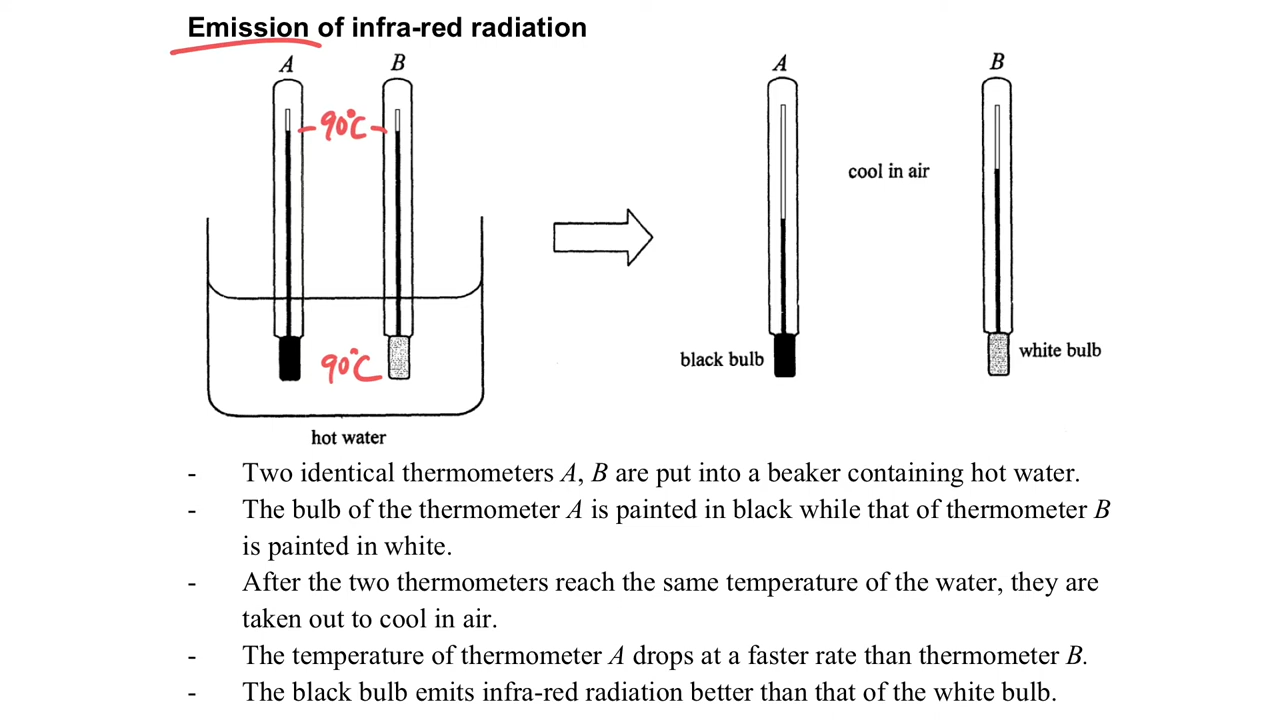 Emission of infra-red radiation
A
B
90°C
90°C
hot water
A
B
cool in air
black bulb
white bulb
- Two identical thermometers A, B are put into a beaker containing hot water.
- The bulb of the thermometer A is painted in black while that of thermometer B
is painted in white.
- After the two thermometers reach the same temperature of the water, they are
taken out to cool in air.
- The temperature of thermometer A drops at a faster rate than thermometer B.
- The black bulb emits infra-red radiation better than that of the white bulb.